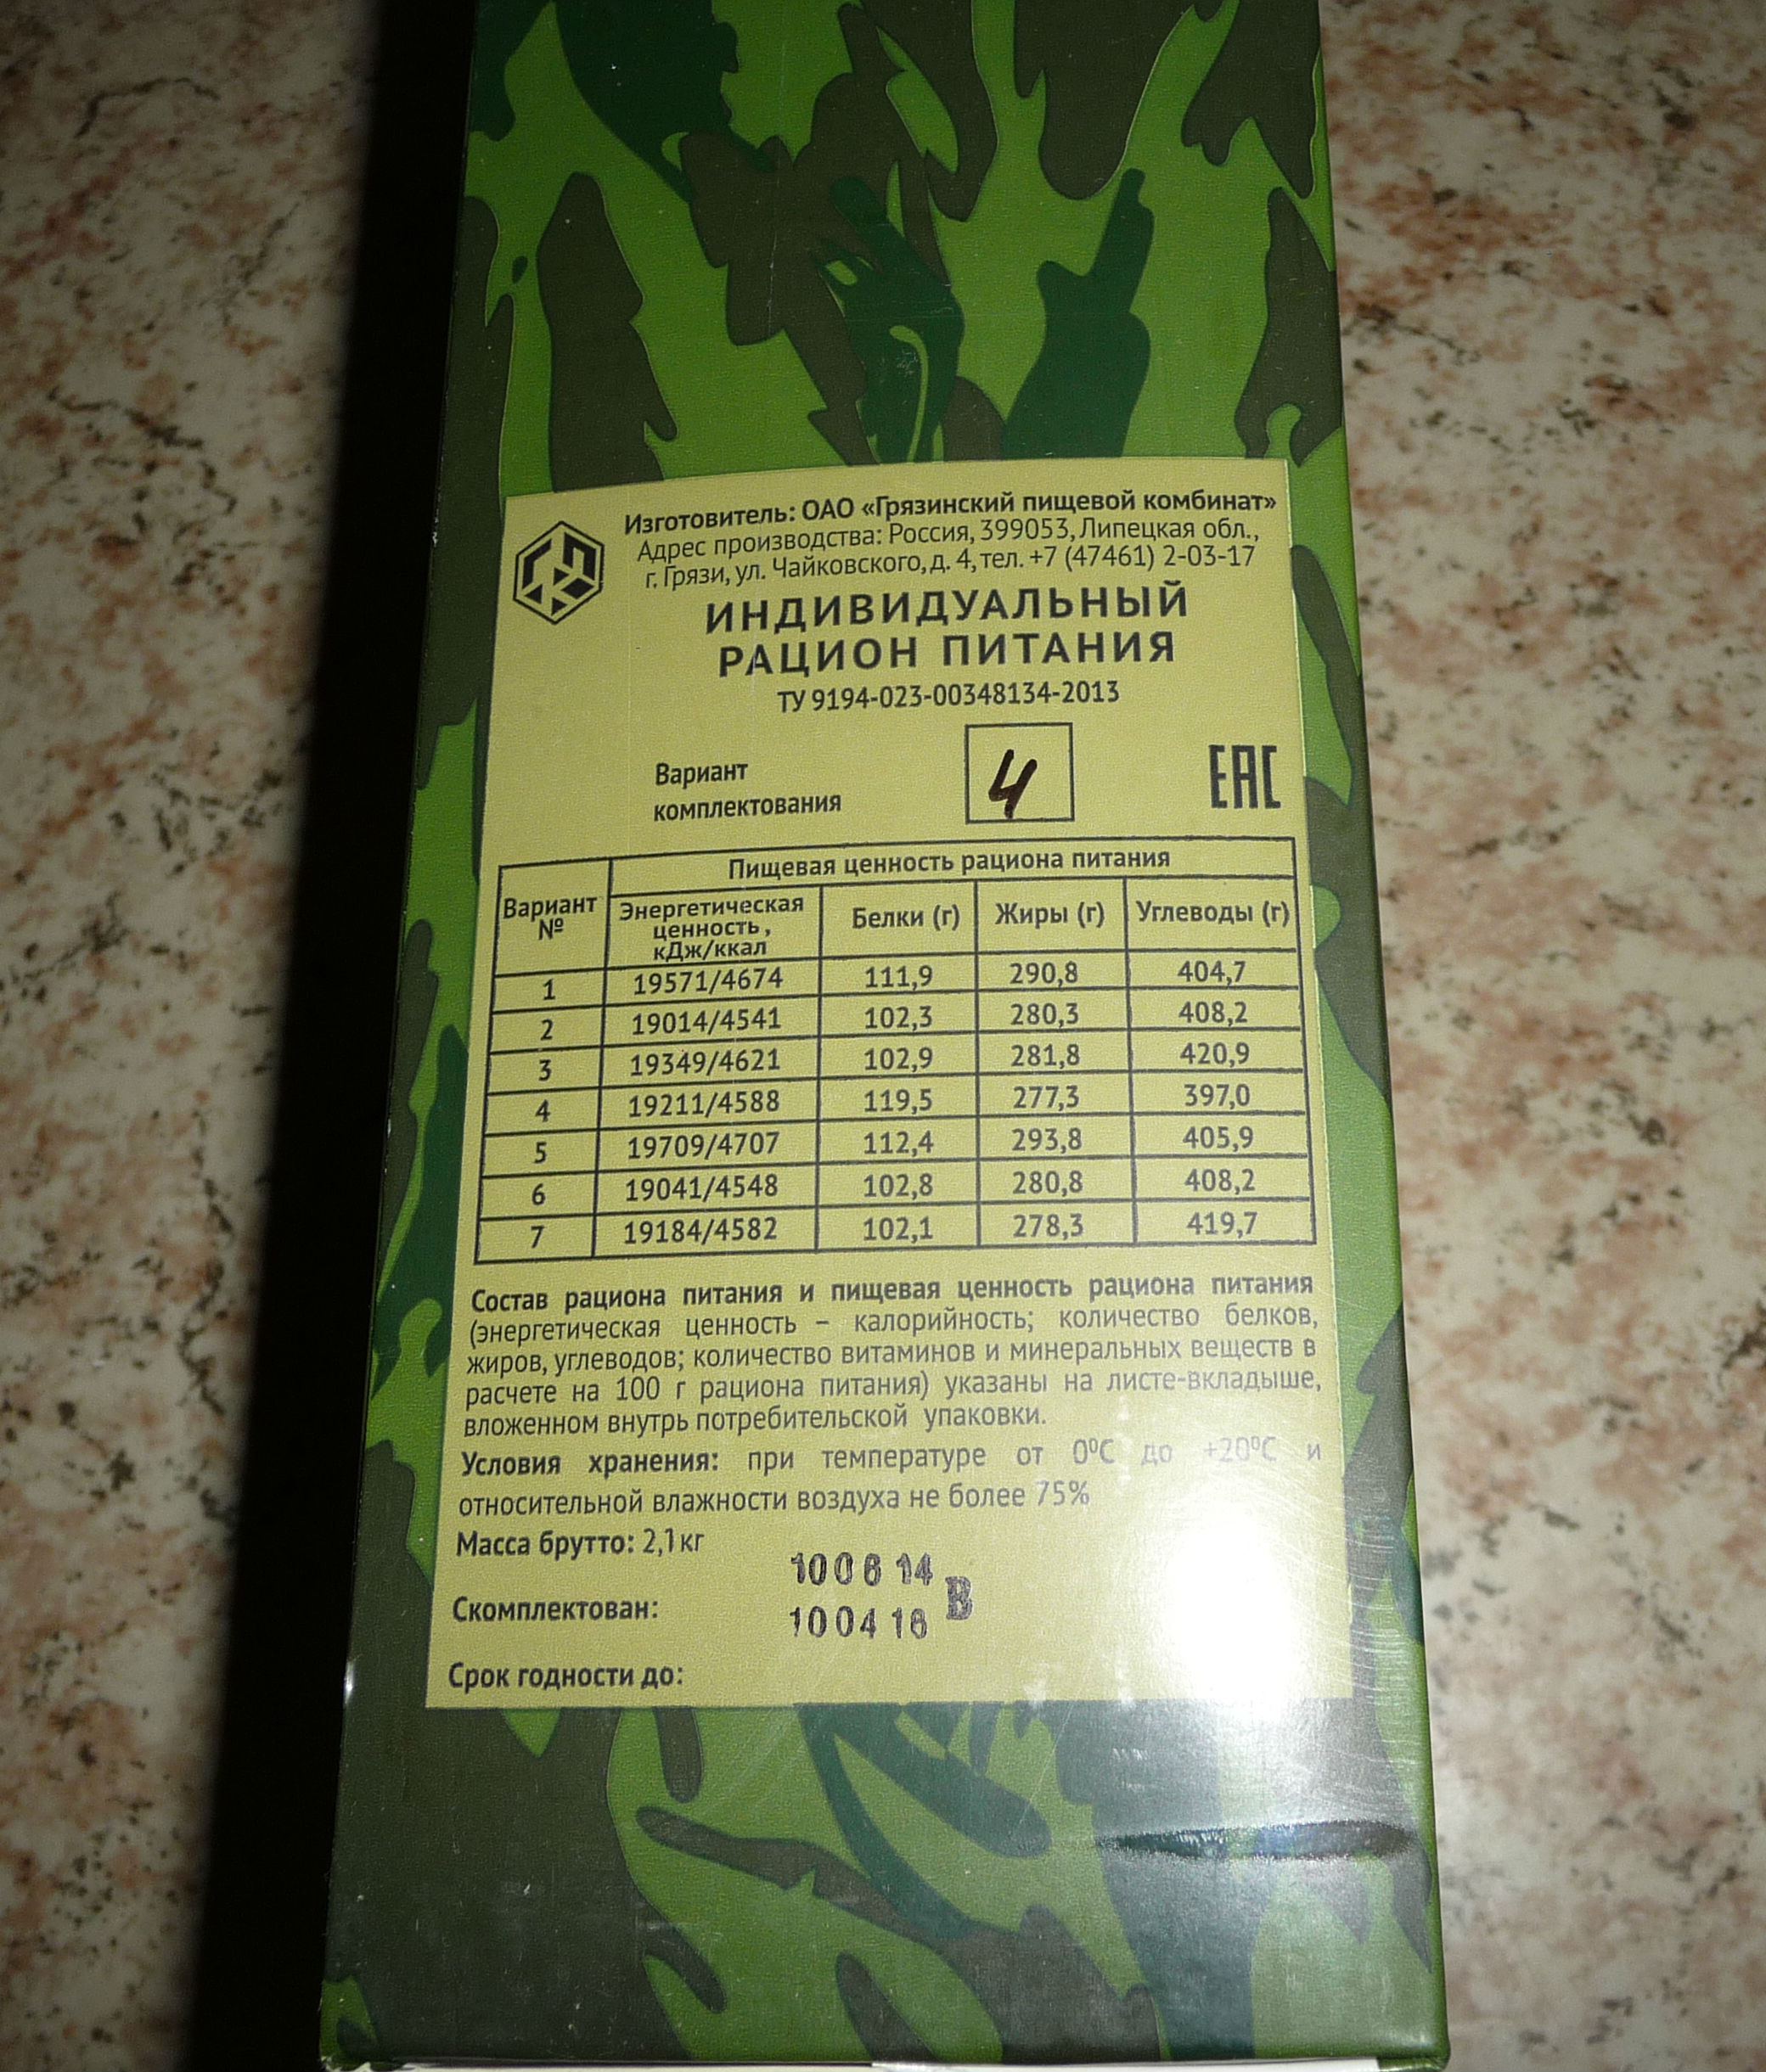 Изготовитель: ОАО «Грязинский пищевой комбинат»
Адрес производства: Россия, 399053, Липецкая обл.,
г. Грязи, ул. Чайковского, д. 4, тел. +7 (47461) 2-03-17
ИНДИВИДУАЛЬНЫЙ
РАЦИОН ПИТАНИЯ
ТУ 9194-023-00348134-2013
Вариант
комплектования
4
EAC
Вариант №
Пищевая ценность рациона питания
Энергетическая ценность, кДж/ккал Белки (г) Жиры (г) Углеводы (г)
1 19571/4674 111,9 290,8 404,7
2 19014/4541 102,3 280,3 408,2
3 19349/4621 102,9 281,8 420,9
4 19211/4588 119,5 277,3 397,0
5 19709/4707 112,4 293,8 405,9
6 19041/4548 102,8 280,8 408,2
7 19184/4582 102,1 278,3 419,7
Состав рациона питания и пищевая ценность рациона питания
(энергетическая ценность – калорийность; количество белков,
жиров, углеводов; количество витаминов и минеральных веществ в
расчете на 100 г рациона питания) указаны на листе-вкладыше,
вложенном внутрь потребительской упаковки.
Условия хранения: при температуре от 0⁰С до +20⁰С и
относительной влажности воздуха не более 75%
Масса брутто: 2,1 кг
100614
Скомплектован:
100416 В
Срок годности до: